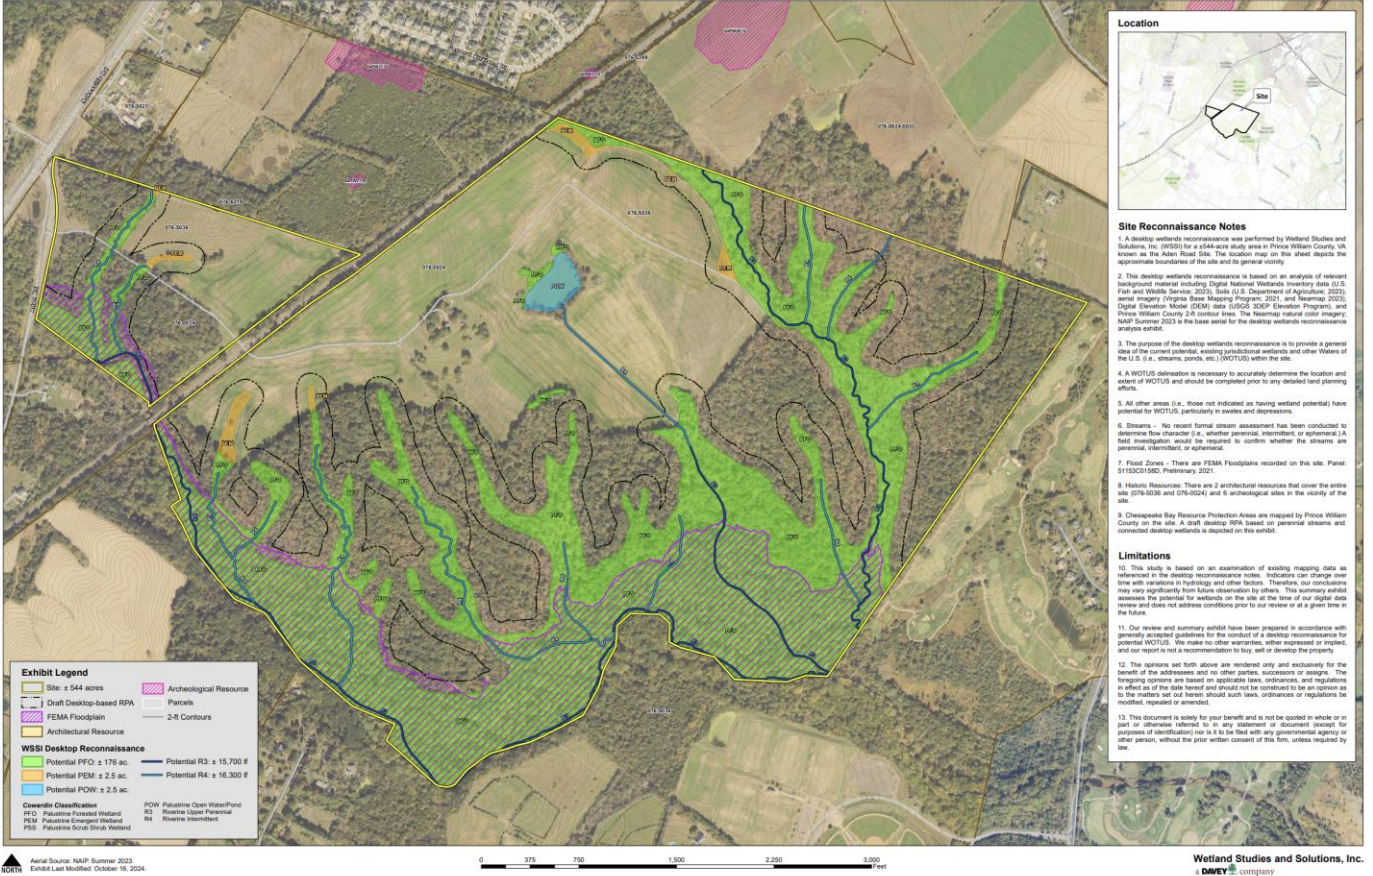 Location
Site
Site Reconnaissance Notes
1. A desktop wetlands reconnaissance was performed by Wetland Studies and
Solutions, Inc. (WSSI) for a ±544-acre study area in Prince William County, VA
known as the Aden Road Site. The location map on this sheet depicts the
approximate boundaries of the site and its general vicinity.
2. This desktop wetlands reconnaissance is based on an analysis of relevant
background material including Digital National Wetlands Inventory data (U.S.
Fish and Wildlife Service; 2023), Soils (U.S. Department of Agriculture; 2023),
aerial imagery (Virginia Base Mapping Program; 2021, and Nearmap 2023),
Digital Elevation Model (DEM) data (USGS 3DEP Elevation Program), and
Prince William County 2-ft contour lines. The Nearmap natural color imagery;
NAIP Summer 2023 is the base aerial for the desktop wetlands reconnaissance
analysis exhibit.
3. The purpose of the desktop wetlands reconnaissance is to provide a general
idea of the current potential, existing jurisdictional wetlands and other Waters of
the U.S. (i.e., streams, ponds, etc.) (WOTUS) within the site.
4. A WOTUS delineation is necessary to accurately determine the location and
extent of WOTUS and should be completed prior to any detailed land planning
efforts.
5. All other areas (i.e., those not indicated as having wetland potential) have
potential for WOTUS, particularly in swales and depressions.
6. Streams - No recent formal stream assessment has been conducted to
determine flow character (i.e., whether perennial, intermittent, or ephemeral.) A
field investigation would be required to confirm whether the streams are
perennial, intermittent, or ephemeral.
7. Flood Zones - There are FEMA Floodplains recorded on this site. Panel:
51153C0158D. Preliminary. 2021.
8. Historic Resources: There are 2 architectural resources that cover the entire
site (076-5036 and 076-0024) and 6 archeological sites in the vicinity of the
site.
9. Chesapeake Bay Resource Protection Areas are mapped by Prince William
County on the site. A draft desktop RPA based on perennial streams and
connected desktop wetlands is depicted on this exhibit.
Limitations
10. This study is based on an examination of existing mapping data as
referenced in the desktop reconnaissance notes. Indicators can change over
time with variations in hydrology and other factors. Therefore, our conclusions
may vary significantly from future observation by others. This summary exhibit
assesses the potential for wetlands on the site at the time of our digital data
review and does not address conditions prior to our review or at a given time in
the future.
11. Our review and summary exhibit have been prepared in accordance with
generally accepted guidelines for the conduct of a desktop reconnaissance for
potential WOTUS. We make no other warranties, either expressed or implied,
and our report is not a recommendation to buy, sell or develop the property.
12. The opinions set forth above are rendered only and exclusively for the
benefit of the addressees and no other parties, successors or assigns. The
foregoing opinions are based on applicable laws, ordinances, and regulations
in effect as of the date hereof and should not be construed to be an opinion as
to the matters set out herein should such laws, ordinances or regulations be
modified, repealed or amended.
13. This document is solely for your benefit and is not to be quoted in whole or in
part or otherwise referred to in any statement or document (except for
purposes of identification) nor is it to be filed with any governmental agency or
other person, without the prior written consent of this firm, unless required by
law.
076-5023
076-5036
076-0024
076-5036
PEM
PFO
PEM
PFO
PEM
POW
PFO
Exhibit Legend
Site: ± 544 acres
Draft Desktop-based RPA
FEMA Floodplain
Architectural Resource
Archeological Resource
Parcels
2-ft Contours
WSSI Desktop Reconnaissance
Potential PFO: ± 176 ac.
Potential PEM: ± 2.5 ac.
Potential POW: ± 2.5 ac.
Potential R3: ± 15,700 lf
Potential R4: ± 16,300 lf
Cowardin Classification
PFO Palustrine Forested Wetland
PEM Palustrine Emergent Wetland
PSS Palustrine Scrub Shrub Wetland
POW Palustrine Open Water/Pond
R3 Riverine Upper Perennial
R4 Riverine Intermittent
NORTH
Aerial Source: NAIP. Summer 2023.
Exhibit Last Modified: October 16, 2024.
0 375 750 1,500 2,250 3,000
Feet
Wetland Studies and Solutions, Inc.
a DAVEY company